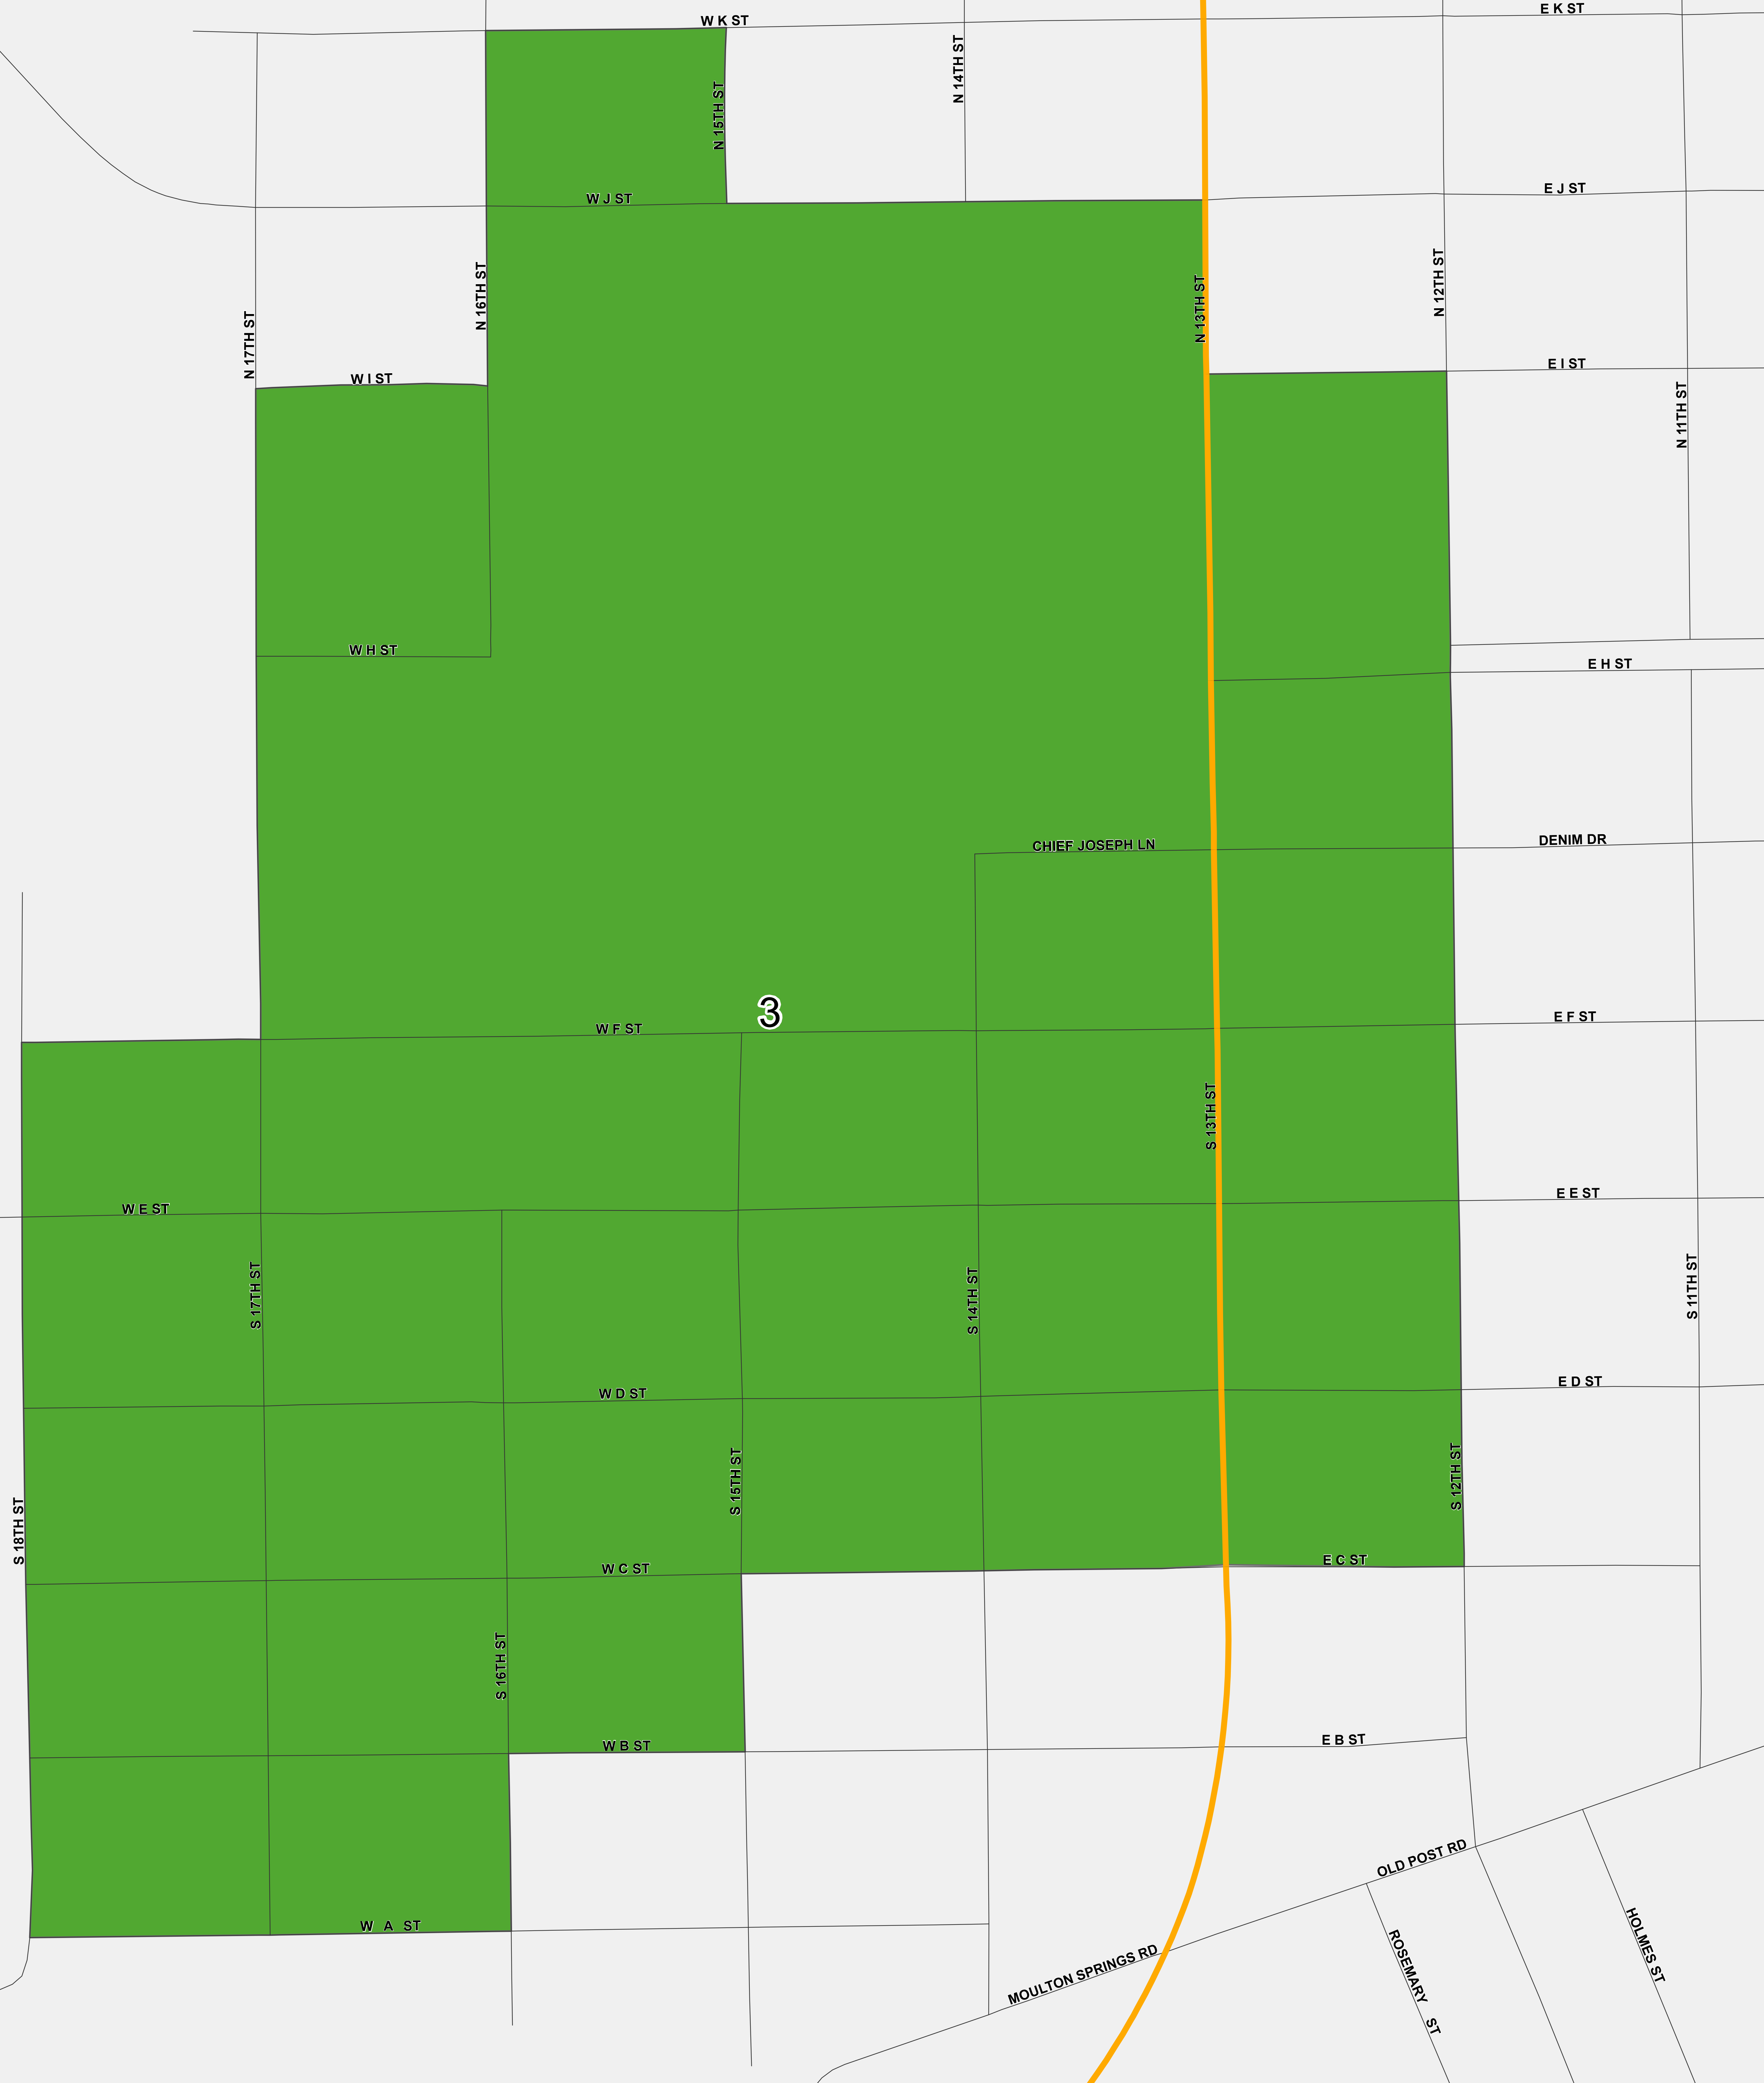 E K ST
W K ST
N 14TH ST
N 15TH ST
E J ST
W J ST
N 12TH ST
N 16TH ST
N 13TH ST
N 17TH ST
E I ST
W I ST
N 11TH ST
W H ST
E H ST
CHIEF JOSEPH LN
DENIM DR
3
E F ST
W F ST
S 13TH ST
E E ST
W E ST
S 17TH ST
S 14TH ST
S 11TH ST
E D ST
W D ST
S 12TH ST
S 15TH ST
S 18TH ST
E C ST
W C ST
S 16TH ST
E B ST
W B ST
OLD POST RD
W A ST
HOLMES ST
MOULTON SPRINGS RD
ROSEMARY ST